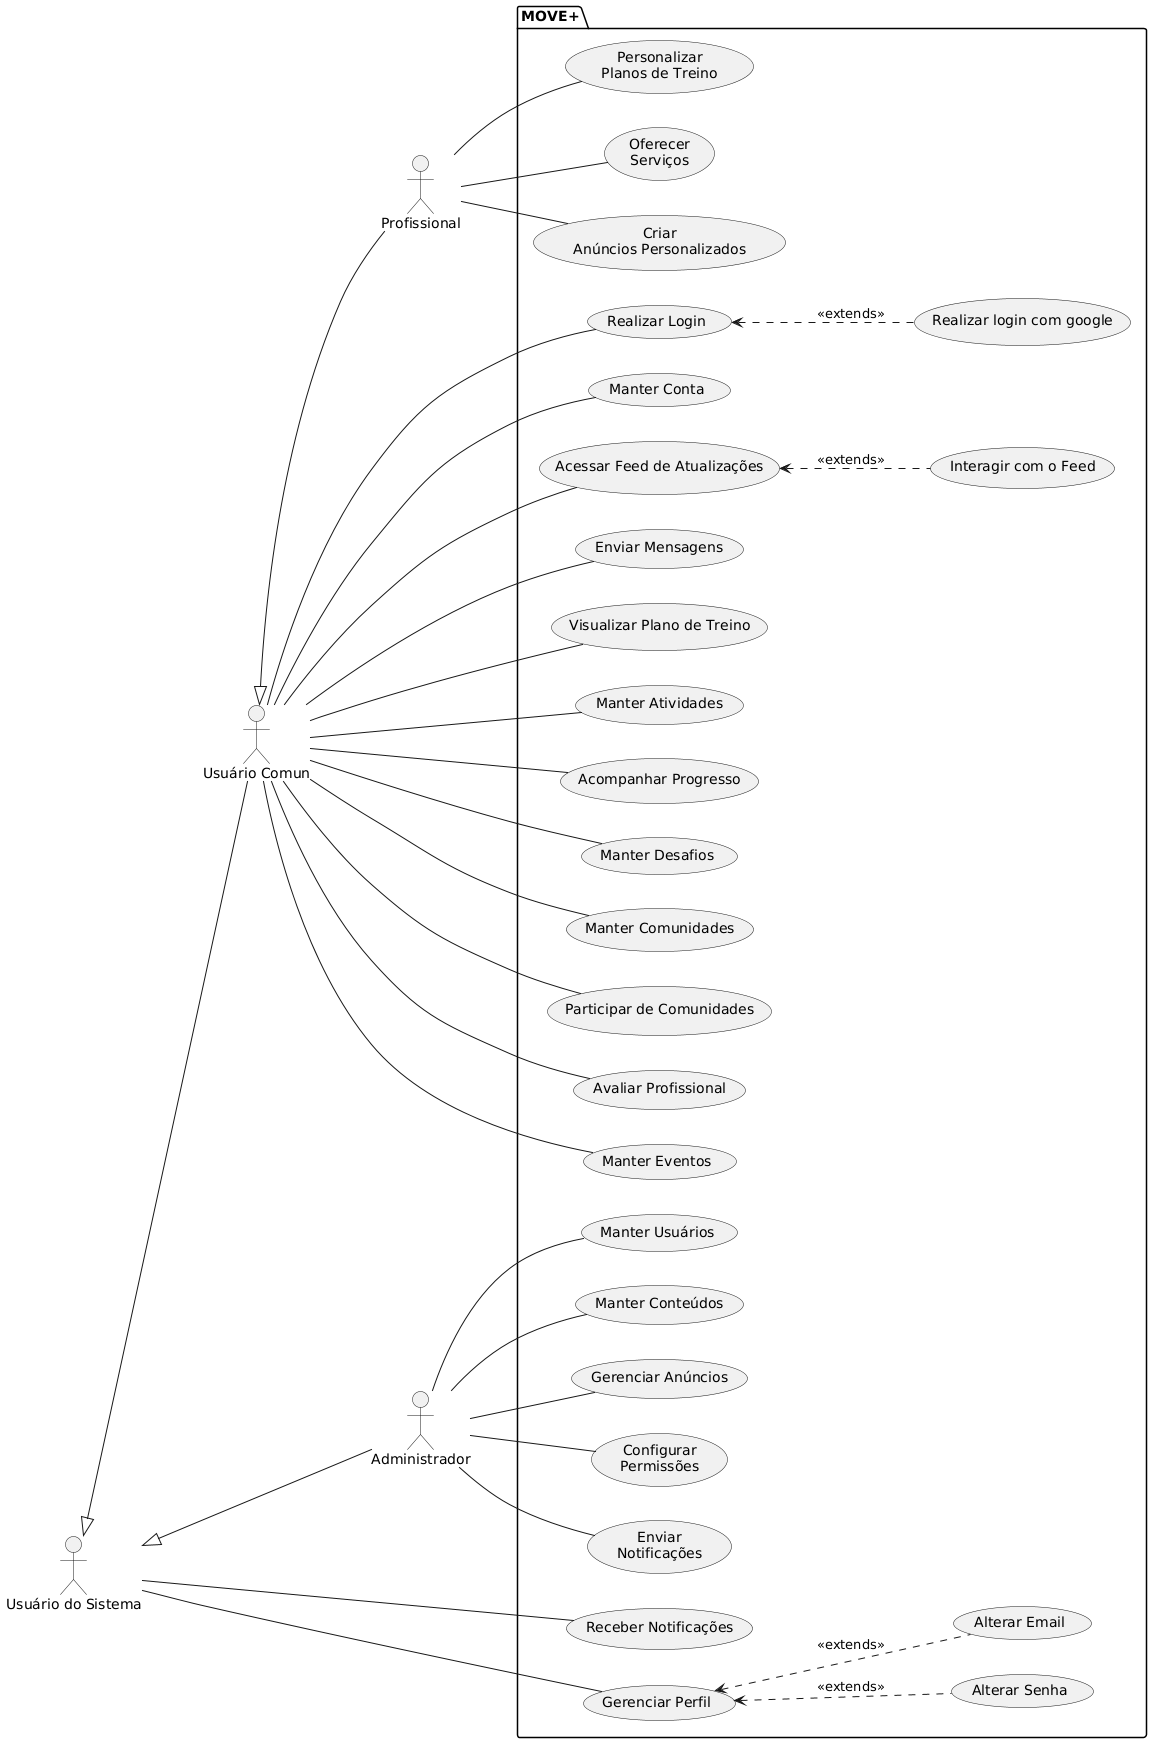 MOVE+
Personalizar
Planos de Treino
Oferecer
Serviços
Profissional
Criar
Anúncios Personalizados
Realizar Login
«extends»
Realizar login com google
Manter Conta
Acessar Feed de Atualizações
«extends»
Interagir com o Feed
Enviar Mensagens
Visualizar Plano de Treino
Manter Atividades
Usuário Comun
Acompanhar Progresso
Manter Desafios
Manter Comunidades
Participar de Comunidades
Avaliar Profissional
Manter Eventos
Manter Usuários
Manter Conteúdos
Gerenciar Anúncios
Administrador
Configurar
Permissões
Enviar
Notificações
Usuário do Sistema
Receber Notificações
Alterar Email
«extends»
«extends»
Alterar Senha
Gerenciar Perfil